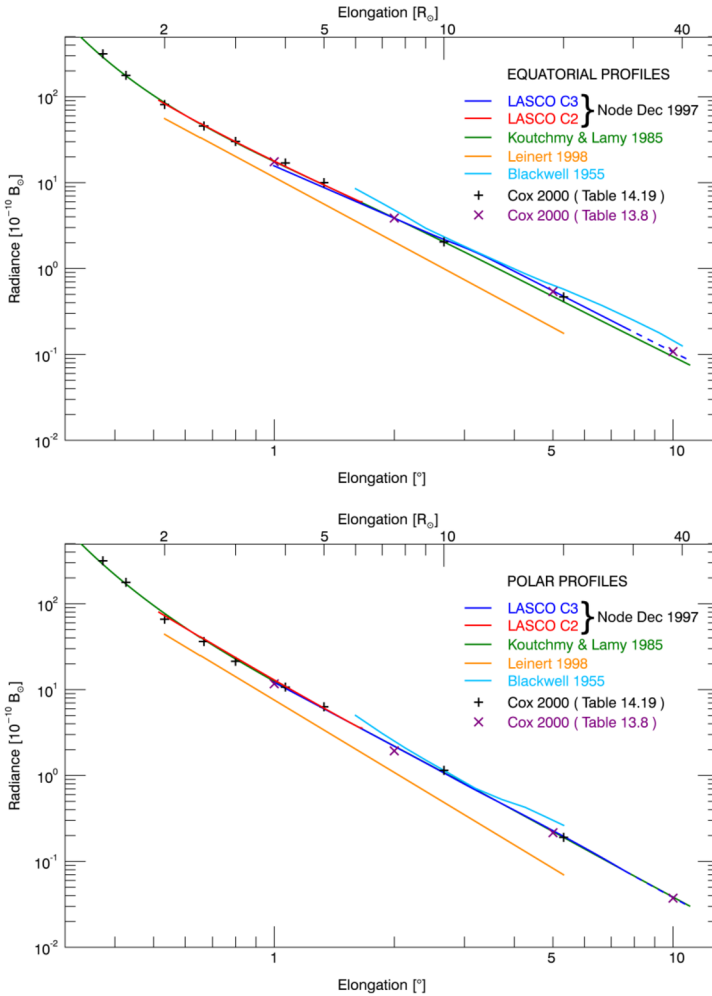 Elongation [R☉]
2 5 10 20 40
10² 10¹ 10⁰ 10⁻¹ 10⁻²
Radiance [10⁻¹⁰ B☉]
EQUATORIAL PROFILES
LASCO C3
LASCO C2
} Node Dec 1997
Koutchmy & Lamy 1985
Leinert 1998
Blackwell 1955
+ Cox 2000 ( Table 14.19 )
× Cox 2000 ( Table 13.8 )
1 5 10
Elongation [°]
Elongation [R☉]
2 5 10 20 40
10² 10¹ 10⁰ 10⁻¹ 10⁻²
Radiance [10⁻¹⁰ B☉]
POLAR PROFILES
LASCO C3
LASCO C2
} Node Dec 1997
Koutchmy & Lamy 1985
Leinert 1998
Blackwell 1955
+ Cox 2000 ( Table 14.19 )
× Cox 2000 ( Table 13.8 )
1 5 10
Elongation [°]